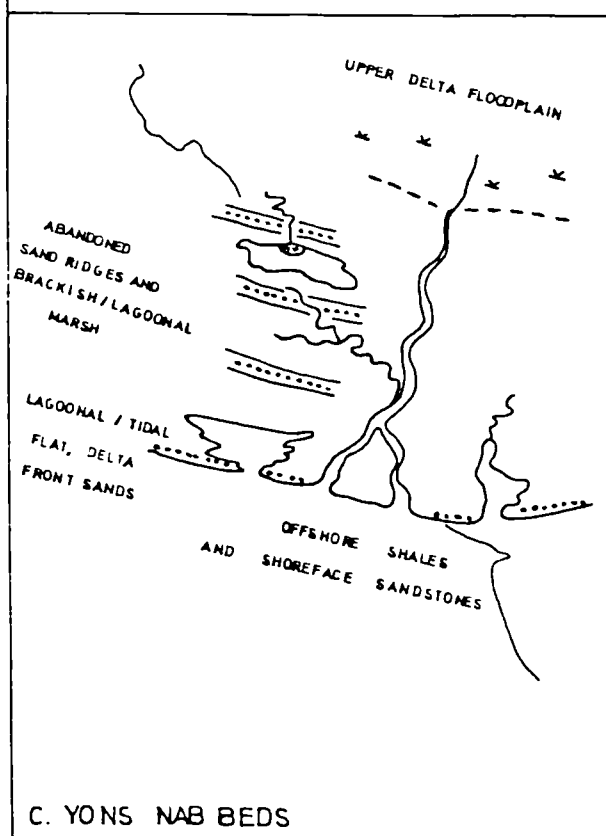 UPPER DELTA FLOODPLAIN
ABANDONED
SAND RIDGES AND
BRACKISH/LAGOONAL
MARSH
LAGOONAL / TIDAL
FLAT, DELTA
FRONT SANDS
OFFSHORE SHALES
AND SHOREFACE SANDSTONES
C. YONS NAB BEDS